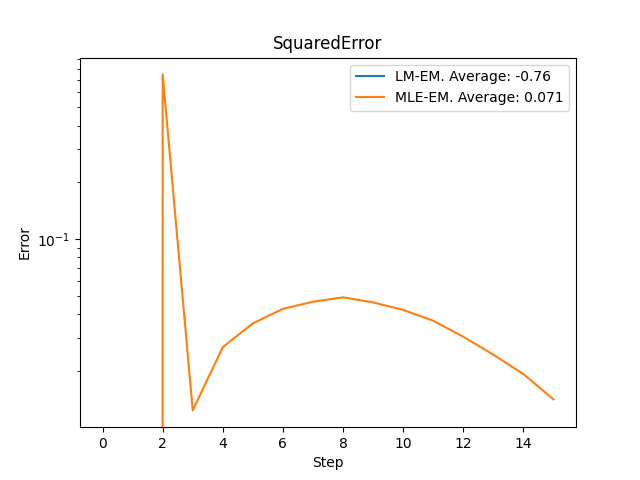 SquaredError
LM-EM. Average: -0.76
MLE-EM. Average: 0.071
Error
10⁻¹
0 2 4 6 8 10 12 14
Step